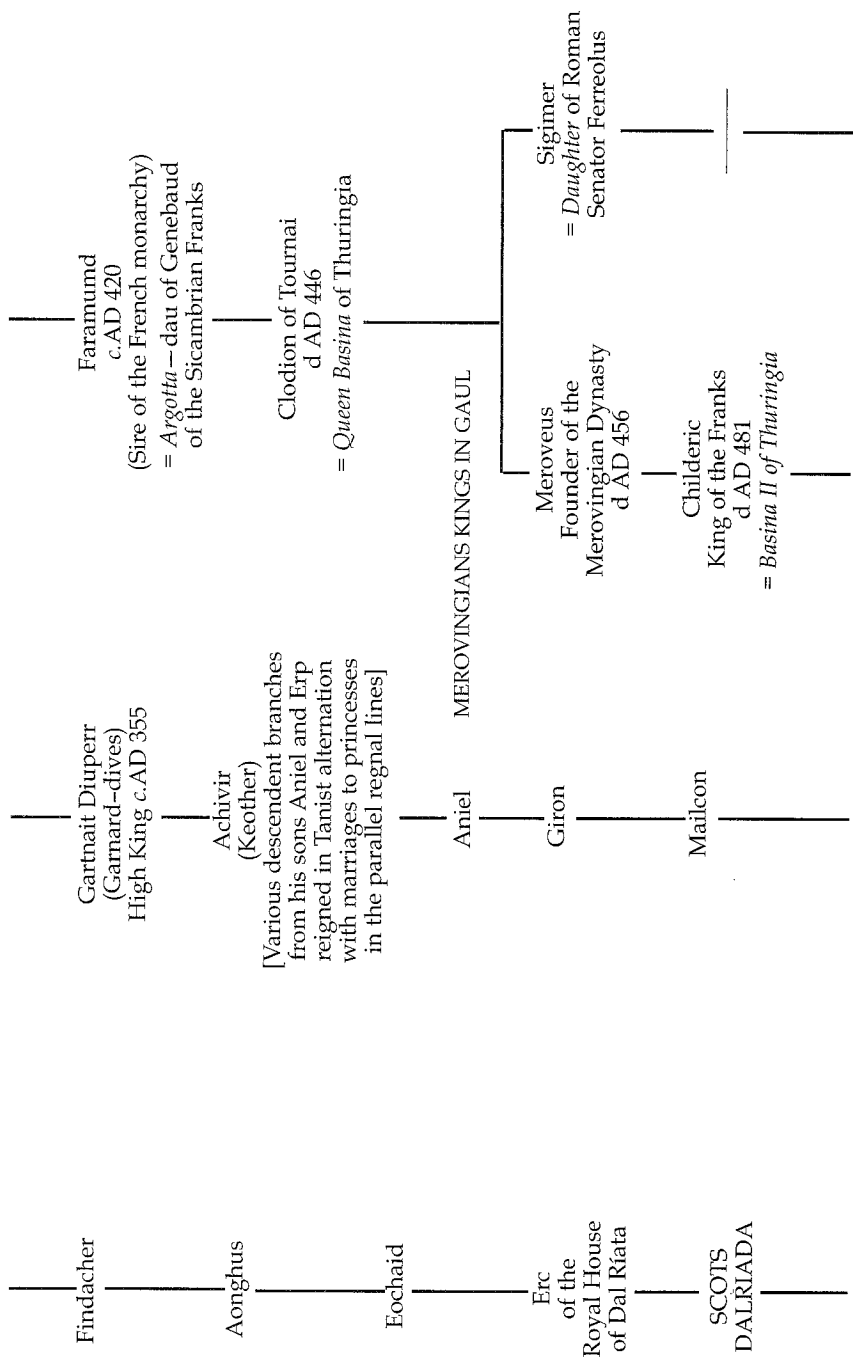 Findacher
Aonghus
Eochaid
Erc
of the
Royal House
of Dal Ríata
SCOTS
DALRIADA
Gartnait Diuperr
(Garnard–dives)
High King c.AD 355
Achivir
(Keother)
[Various descendent branches
from his sons Aniel and Erp
reigned in Tanist alternation
with marriages to princesses
in the parallel regnal lines]
Aniel
Giron
Mailcon
Faramumd
c.AD 420
(Sire of the French monarchy)
= Argotta—dau of Genebaud
of the Sicambrian Franks
Clodion of Tournai
d AD 446
= Queen Basina of Thuringia
MEROVINGIANS KINGS IN GAUL
Meroveus
Founder of the
Merovingian Dynasty
d AD 456
Childeric
King of the Franks
d AD 481
= Basina II of Thuringia
Sigimer
= Daughter of Roman
Senator Ferreolus